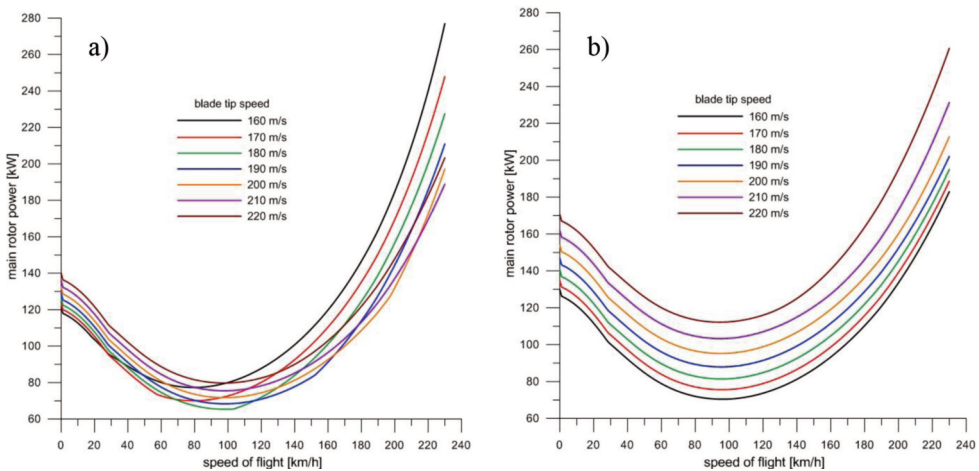 a)
280
260
240
220
200
180
160
140
120
100
80
60
main rotor power [kW]
blade tip speed
160 m/s
170 m/s
180 m/s
190 m/s
200 m/s
210 m/s
220 m/s
0 20 40 60 80 100 120 140 160 180 200 220 240
speed of flight [km/h]
b)
280
260
240
220
200
180
160
140
120
100
80
60
main rotor power [kW]
blade tip speed
160 m/s
170 m/s
180 m/s
190 m/s
200 m/s
210 m/s
220 m/s
0 20 40 60 80 100 120 140 160 180 200 220 240
speed of flight [km/h]